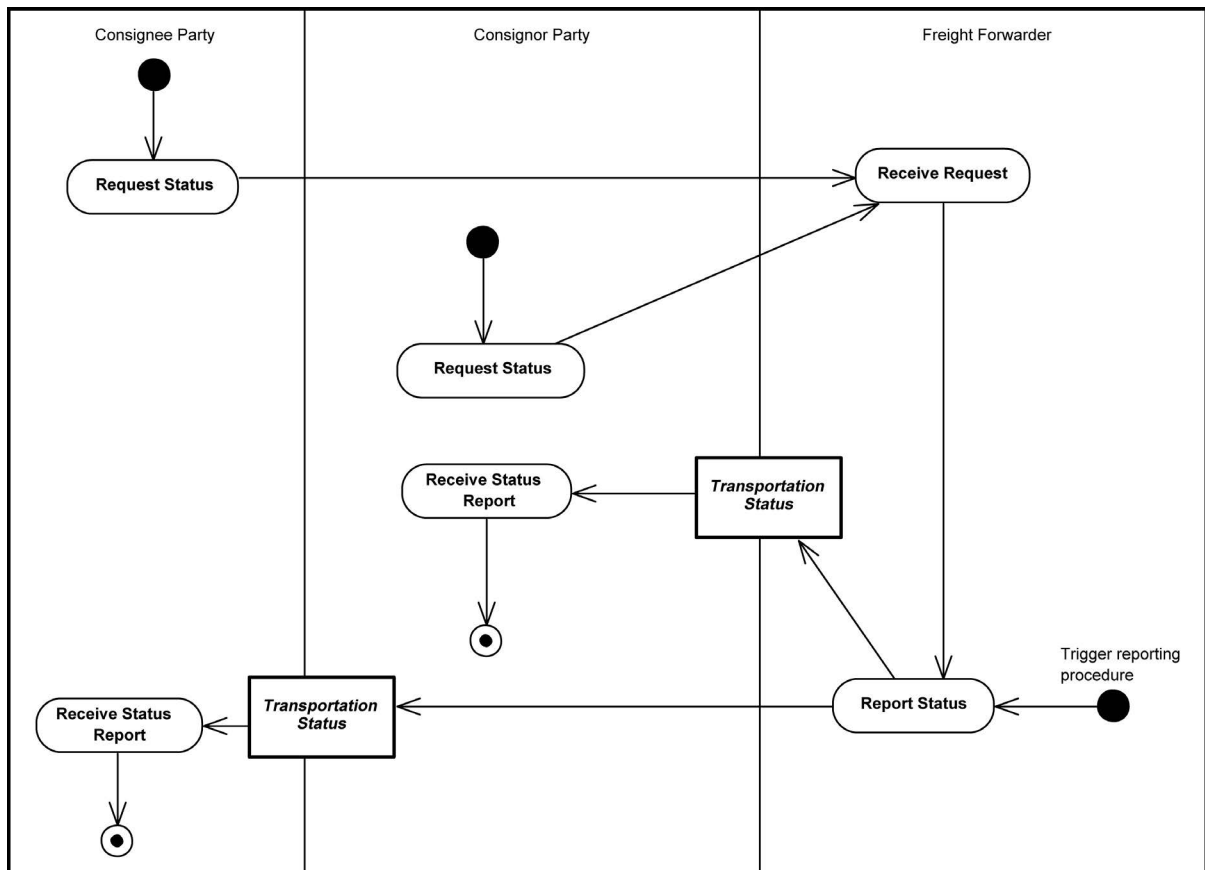 Consignee Party
Consignor Party
Freight Forwarder
Request Status
Receive Request
Request Status
Receive Status
Report
Transportation
Status
Trigger reporting
procedure
Report Status
Transportation
Status
Receive Status
Report